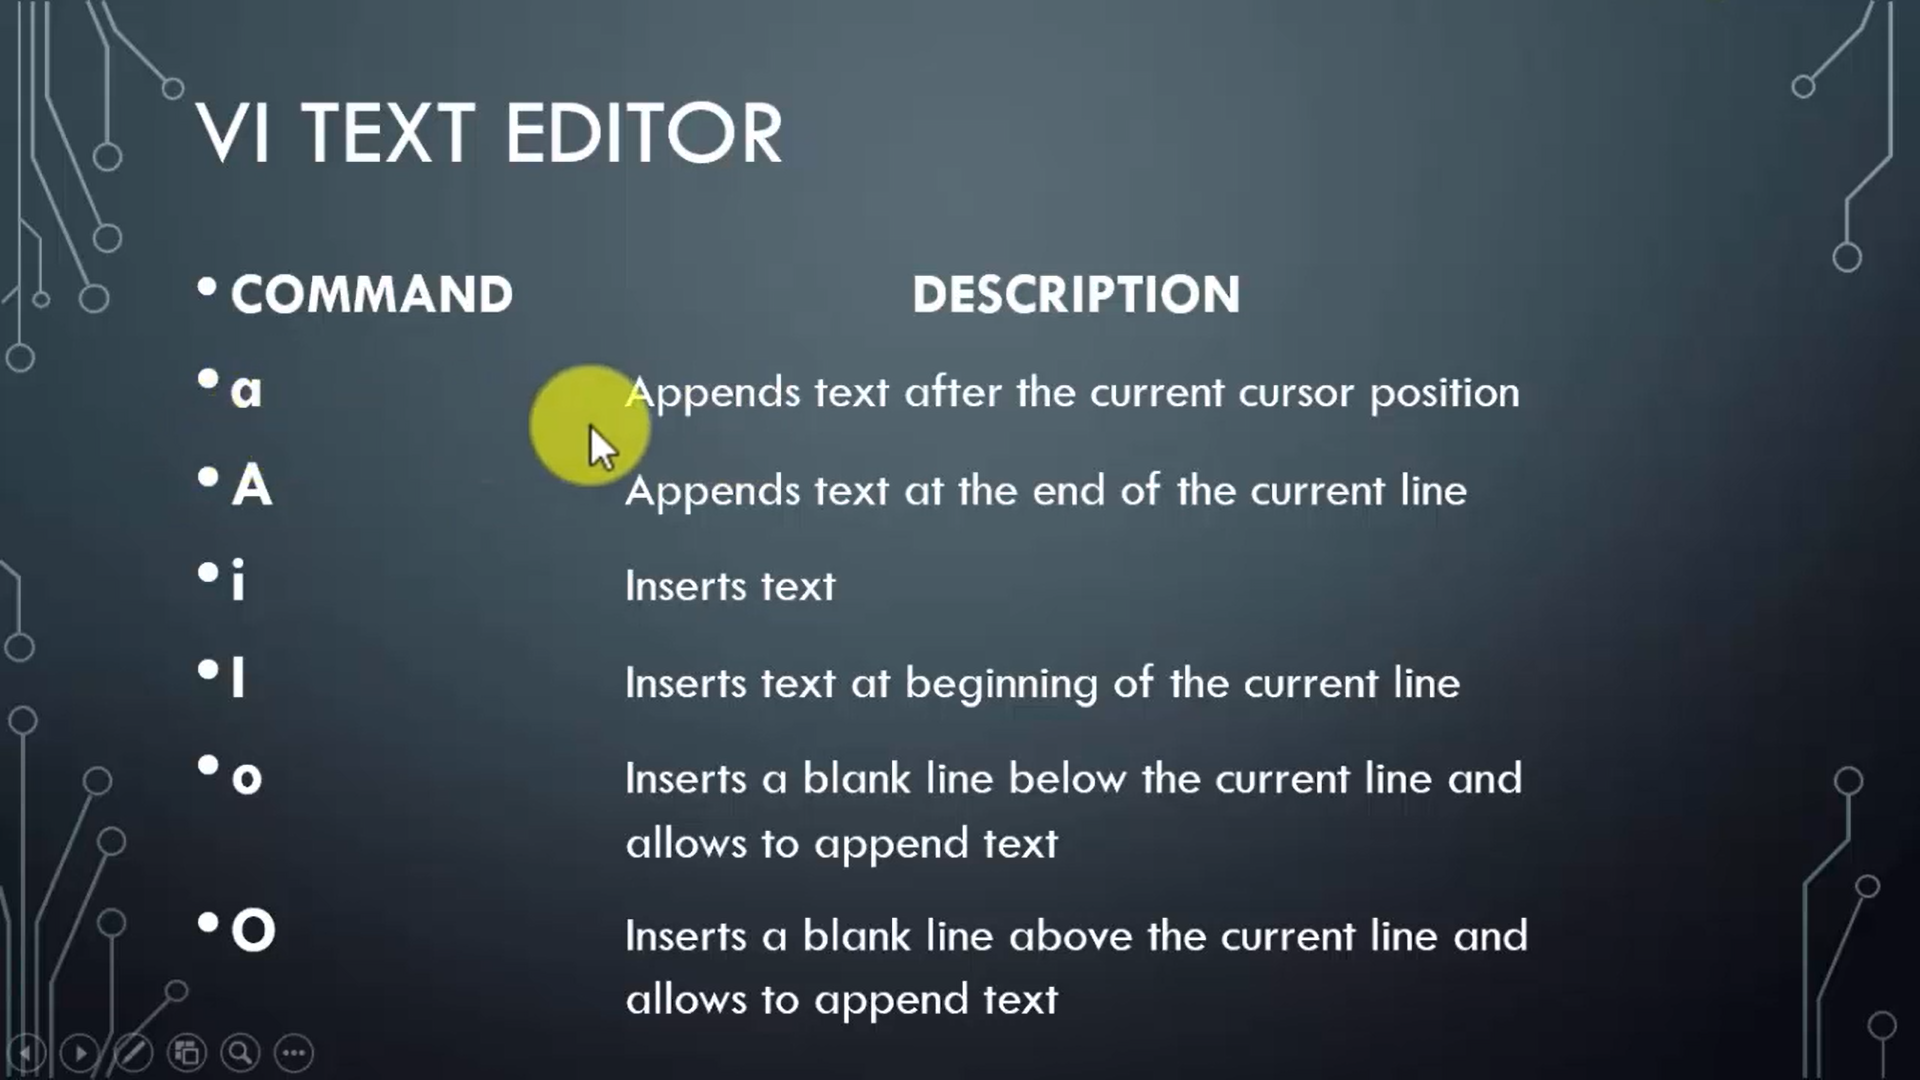 VI TEXT EDITOR
• COMMAND DESCRIPTION
• a Appends text after the current cursor position
• A Appends text at the end of the current line
• i Inserts text
• I Inserts text at beginning of the current line
• o Inserts a blank line below the current line and
allows to append text
• O Inserts a blank line above the current line and
allows to append text